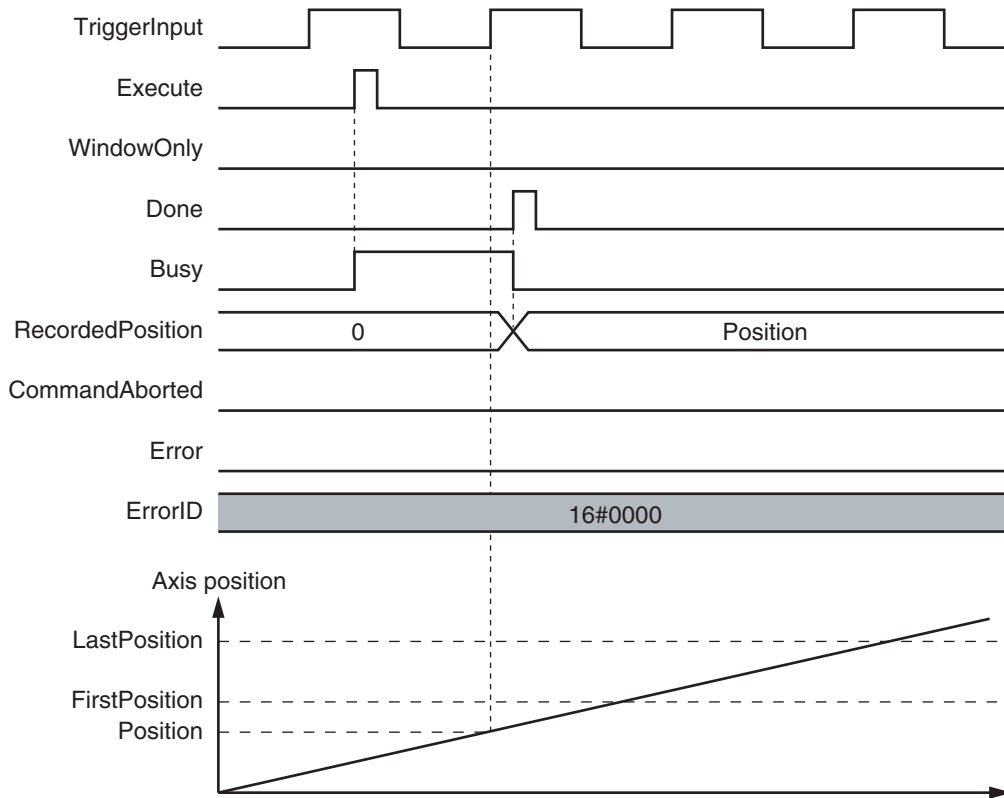 TriggerInput
Execute
WindowOnly
Done
Busy
RecordedPosition 0 Position
CommandAborted
Error
ErrorID 16#0000
Axis position
LastPosition
FirstPosition
Position